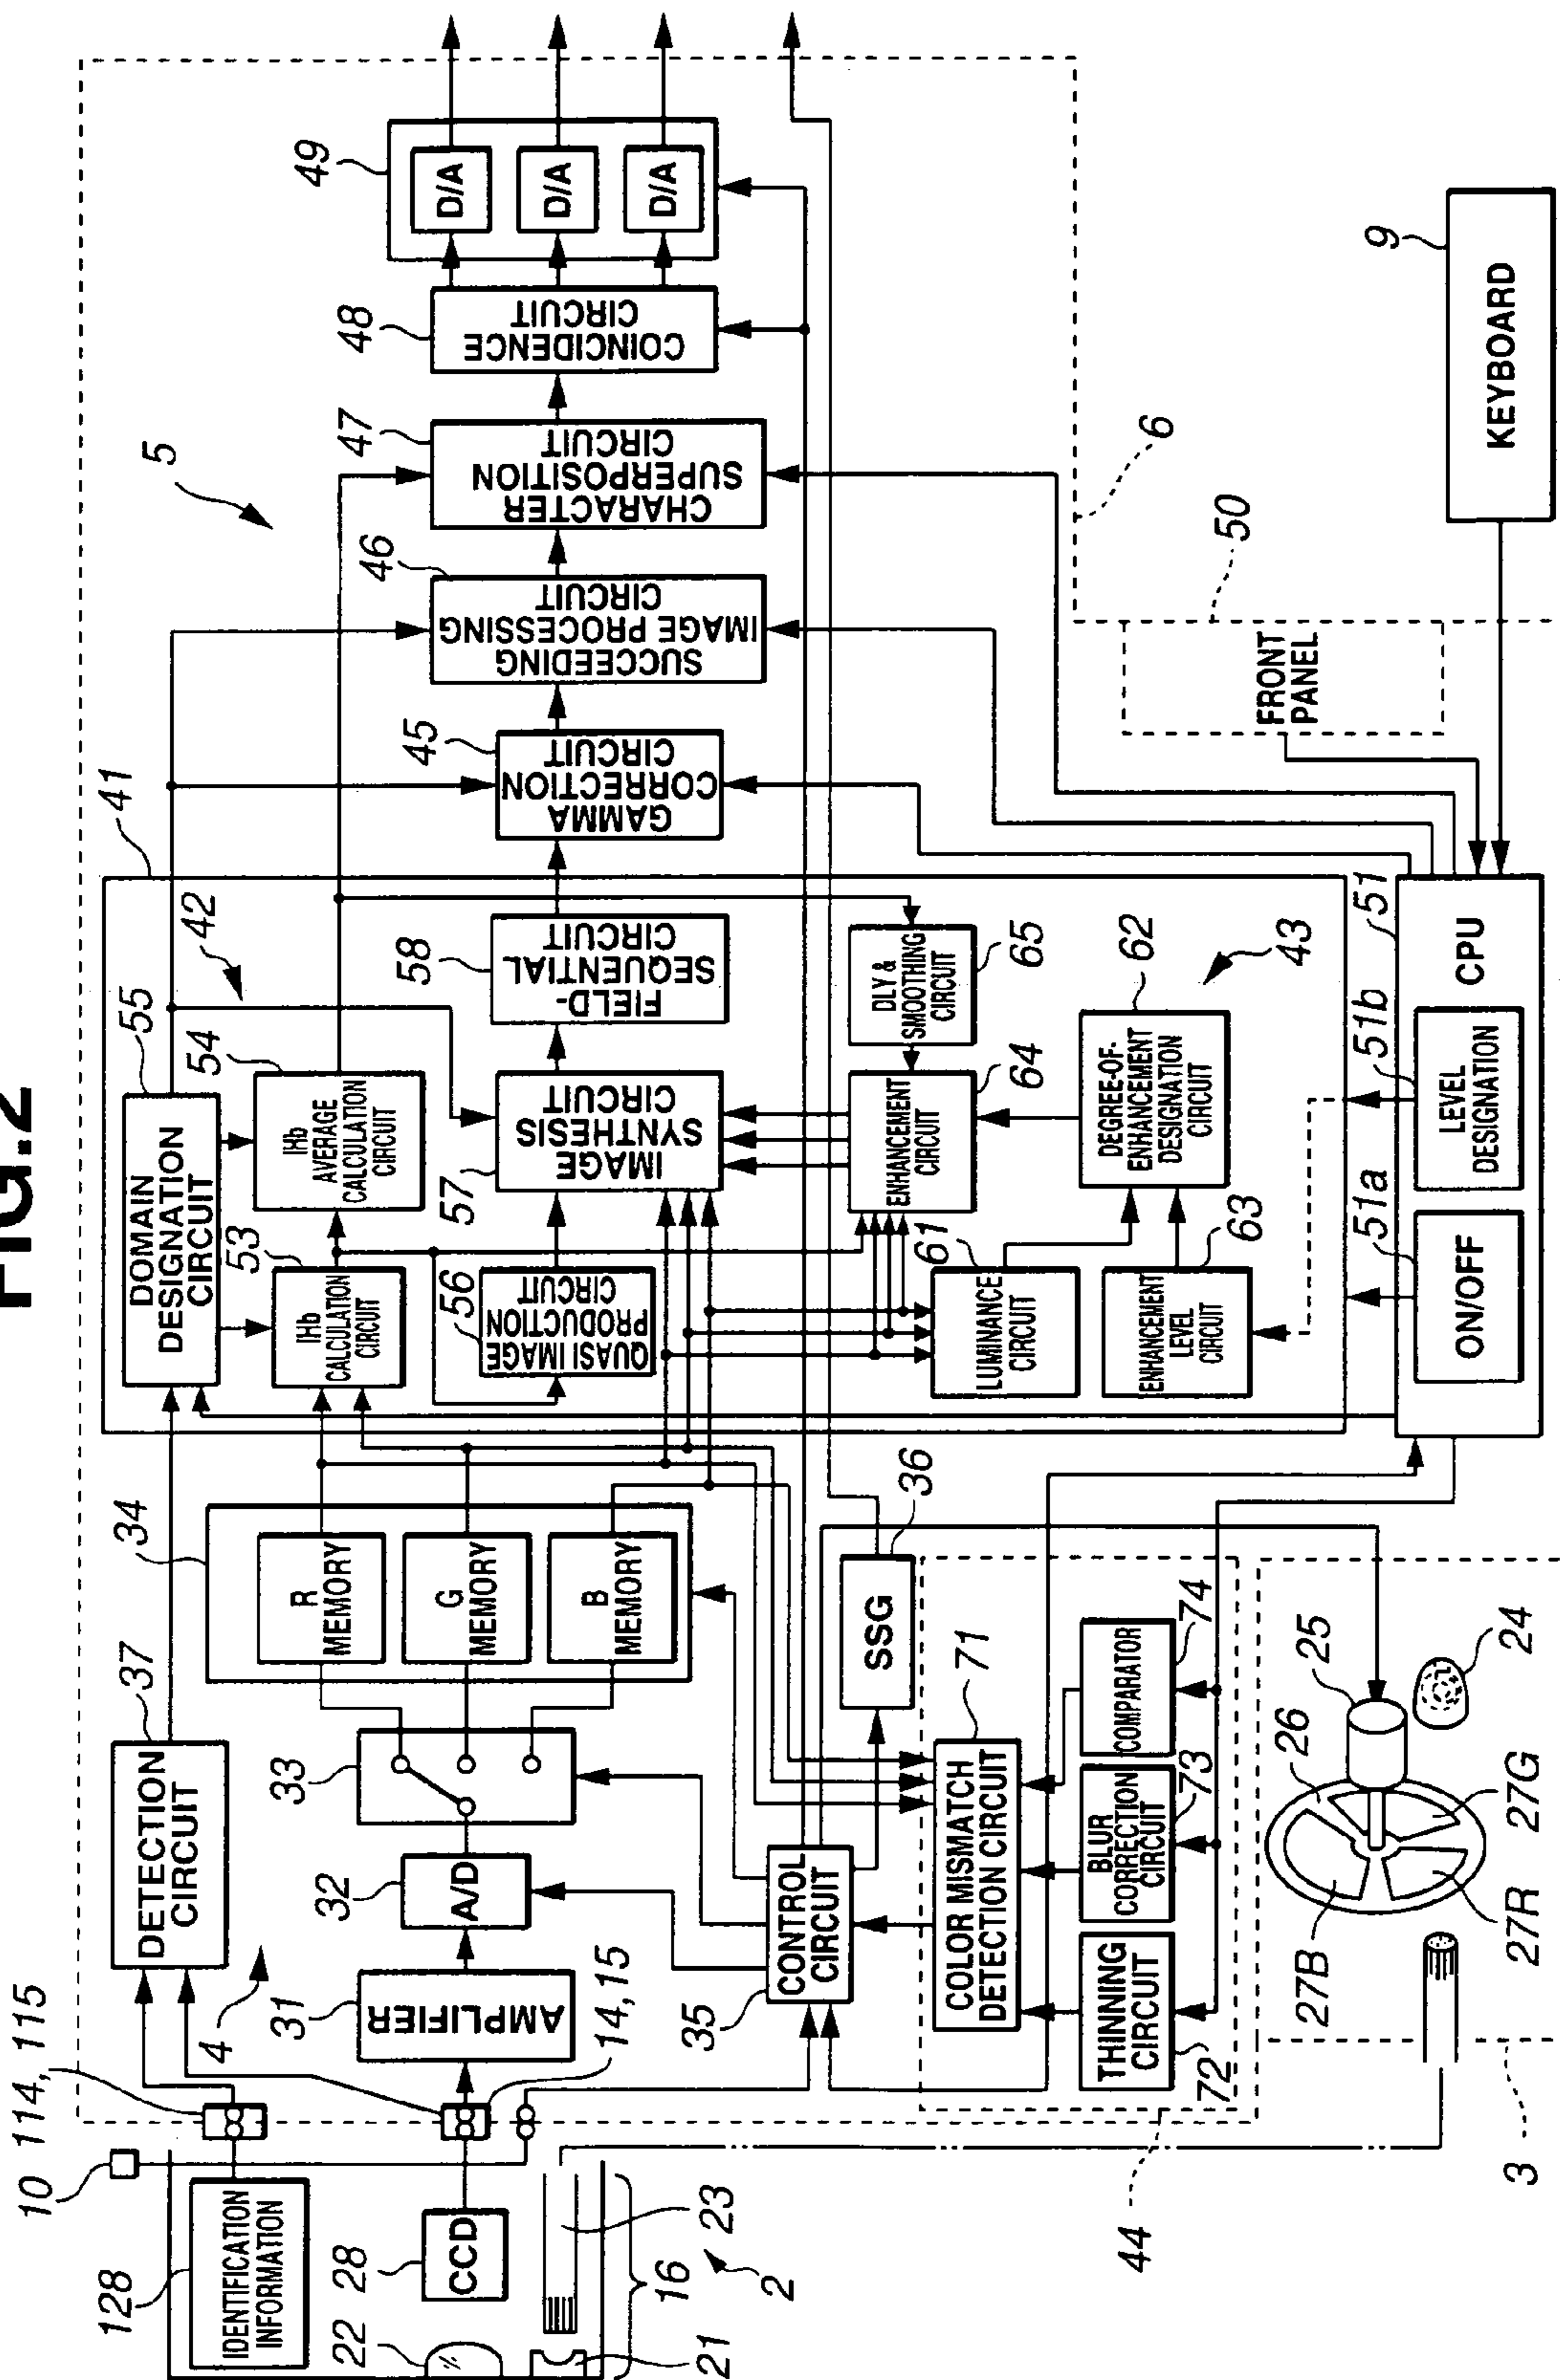 FIG.2
10
114, 115
128
IDENTIFICATION
INFORMATION
22
28
CCD
21
23
16
2
14, 15
4
37
DETECTION
CIRCUIT
31
AMPLIFIER
32
A/D
33
34
R
MEMORY
G
MEMORY
B
MEMORY
35
CONTROL
CIRCUIT
36
SSG
44
71
COLOR MISMATCH
DETECTION CIRCUIT
72
THINNING
CIRCUIT
73
BLUR
CORRECTION
CIRCUIT
74
COMPARATOR
3
24
25
26
27B
27R
27G
41
42
55
DOMAIN
DESIGNATION
CIRCUIT
53
IHb
CALCULATION
CIRCUIT
54
IHb
AVERAGE
CALCULATION
CIRCUIT
56
QUASI IMAGE
PRODUCTION
CIRCUIT
57
IMAGE
SYNTHESIS
CIRCUIT
58
FIELD-
SEQUENTIAL
CIRCUIT
61
LUMINANCE
CIRCUIT
63
ENHANCEMENT
LEVEL
CIRCUIT
64
ENHANCEMENT
CIRCUIT
65
DLY &
SMOOTHING
CIRCUIT
62
DEGREE-OF-
ENHANCEMENT
DESIGNATION
CIRCUIT
43
45
GAMMA
CORRECTION
CIRCUIT
46
SUCCEEDING
IMAGE PROCESSING
CIRCUIT
5
47
CHARACTER
SUPERPOSITION
CIRCUIT
48
COINCIDENCE
CIRCUIT
49
D/A
D/A
D/A
6
50
FRONT
PANEL
9
KEYBOARD
51
CPU
51a
ON/OFF
51b
LEVEL
DESIGNATION